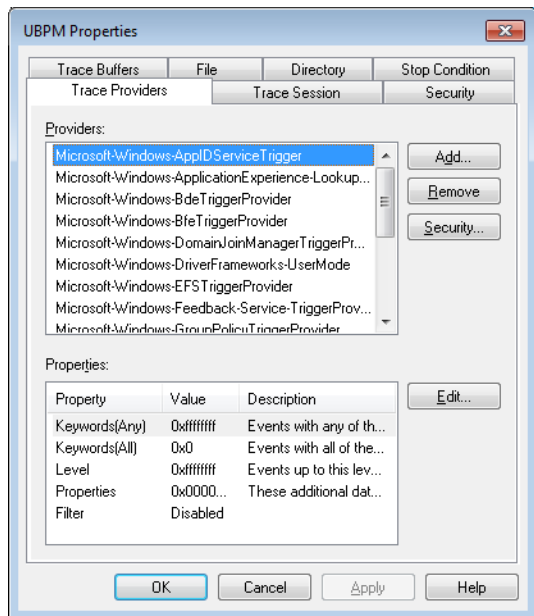 UBPM Properties
Trace Buffers File Directory Stop Condition
Trace Providers Trace Session Security
Providers:
Microsoft-Windows-AppIDServiceTrigger Add...
Microsoft-Windows-ApplicationExperience-Lookup...
Microsoft-Windows-BdeTriggerProvider Remove
Microsoft-Windows-BfeTriggerProvider Security...
Microsoft-Windows-DomainJoinManagerTriggerPr...
Microsoft-Windows-DriverFrameworks-UserMode
Microsoft-Windows-EFSTriggerProvider
Microsoft-Windows-Feedback-Service-TriggerProv...
Microsoft-Windows-GroupPolicyTriggerProvider
Properties:
Property Value Description Edit...
Keywords(Any) 0xffffffff Events with any of th...
Keywords(All) 0x0 Events with all of the...
Level 0xffffffff Events up to this lev...
Properties 0x0000... These additional dat...
Filter Disabled
OK Cancel Apply Help